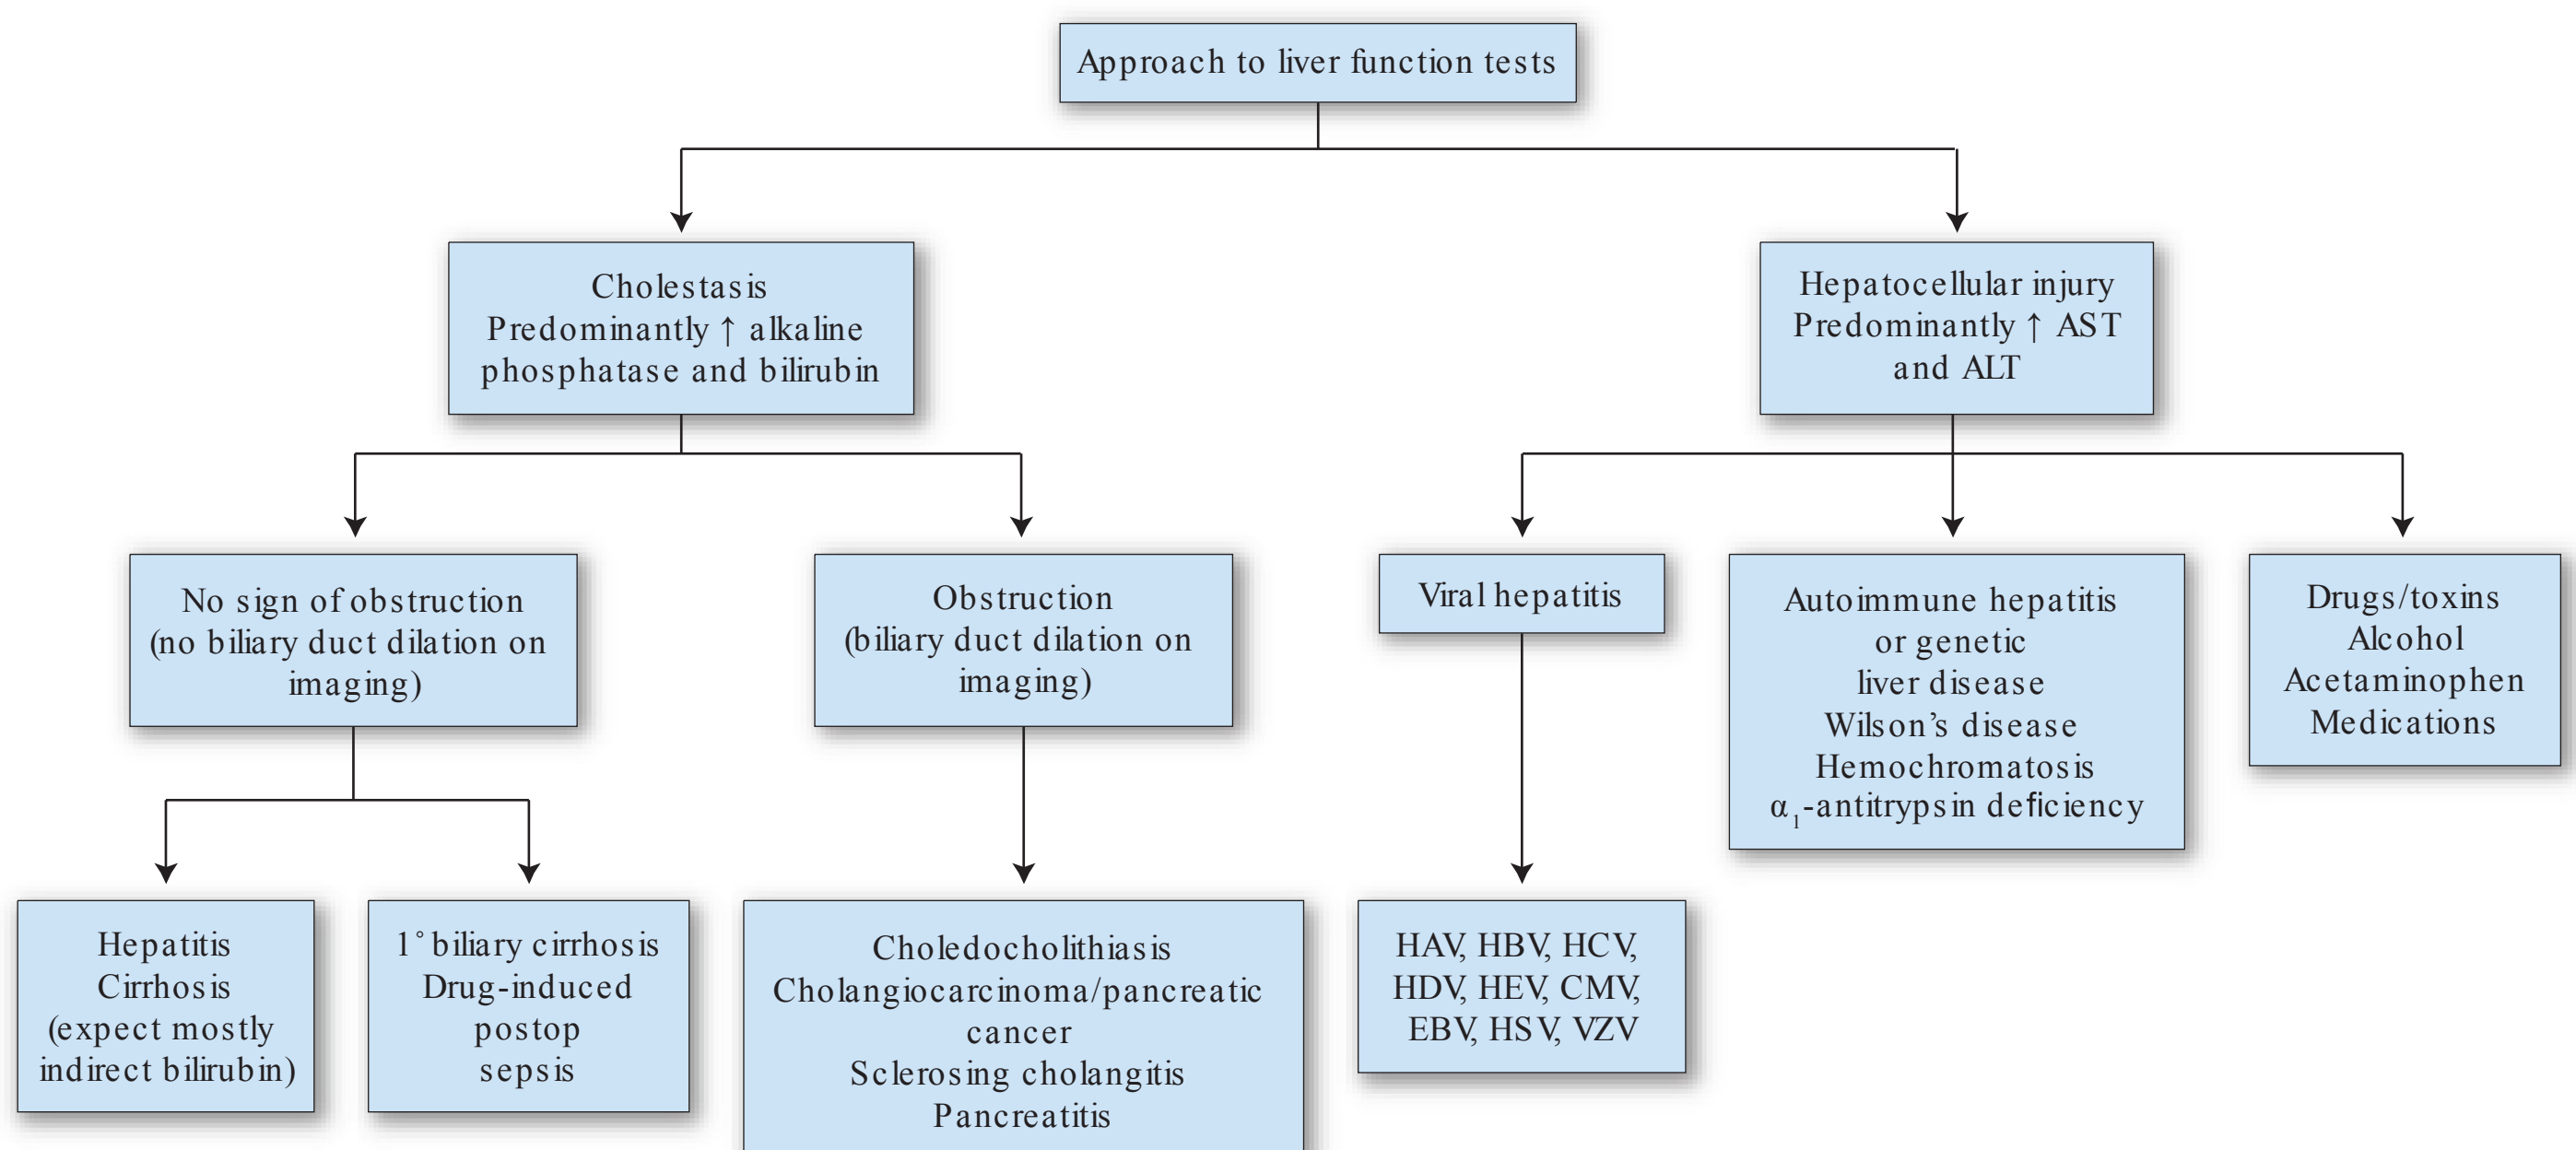 Approach to liver function tests
Cholestasis
Predominantly ↑ alkaline
phosphatase and bilirubin
Hepatocellular injury
Predominantly ↑ AST
and ALT
No sign of obstruction
(no biliary duct dilation on
imaging)
Obstruction
(biliary duct dilation on
imaging)
Viral hepatitis
Autoimmune hepatitis
or genetic
liver disease
Wilson’s disease
Hemochromatosis
α₁-antitrypsin deficiency
Drugs/toxins
Alcohol
Acetaminophen
Medications
Hepatitis
Cirrhosis
(expect mostly
indirect bilirubin)
1° biliary cirrhosis
Drug-induced
postop
sepsis
Choledocholithiasis
Cholangiocarcinoma/pancreatic
cancer
Sclerosing cholangitis
Pancreatitis
HAV, HBV, HCV,
HDV, HEV, CMV,
EBV, HSV, VZV